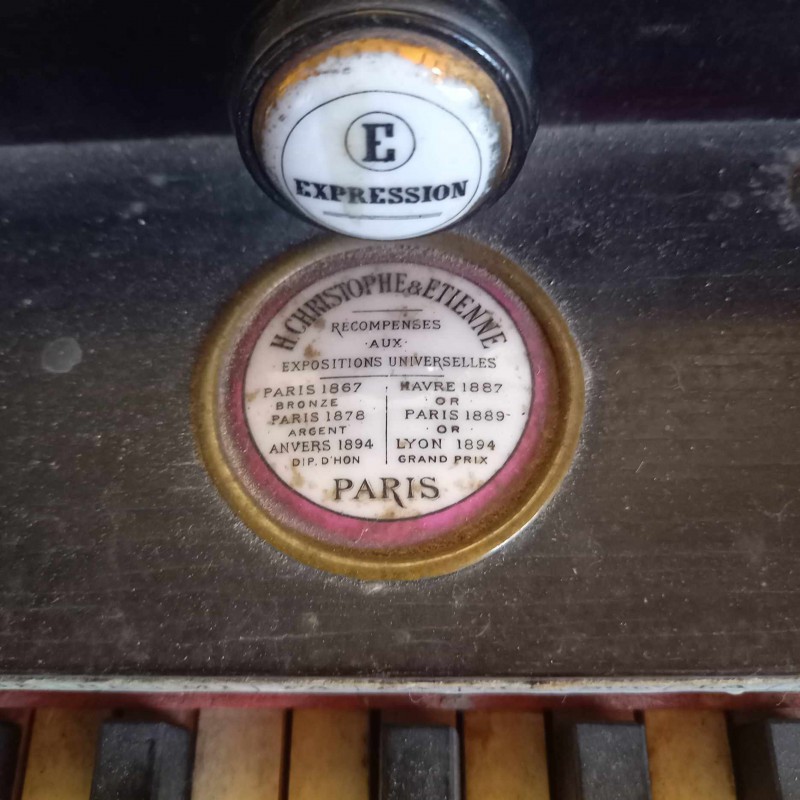 E
EXPRESSION
H. CHRISTOPHE & ETIENNE
RÉCOMPENSES
AUX
EXPOSITIONS UNIVERSELLES
PARIS 1867
BRONZE
PARIS 1878
ARGENT
ANVERS 1894
DIP. D'HON
HAVRE 1887
OR
PARIS 1889
OR
LYON 1894
GRAND PRIX
PARIS